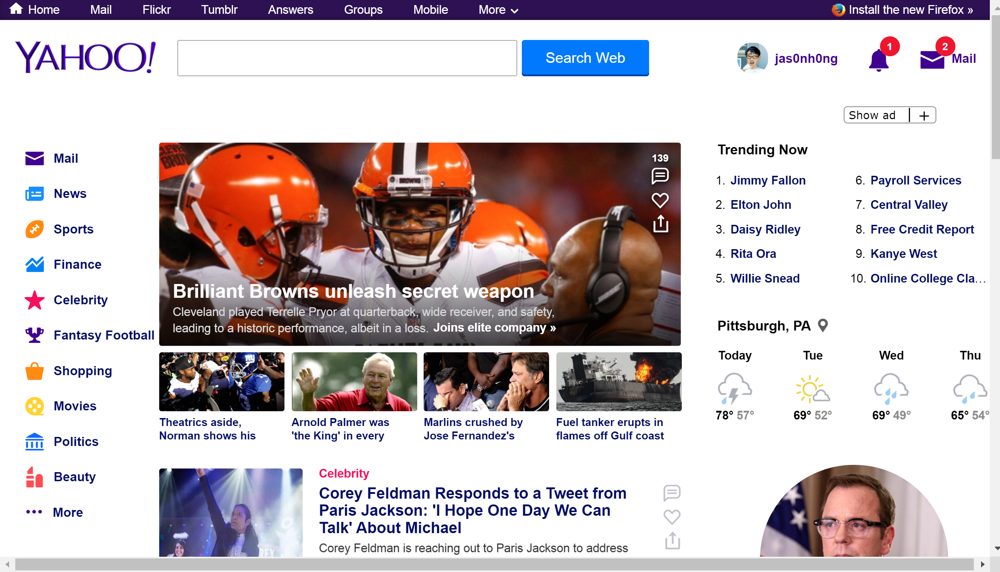 Home Mail Flickr Tumblr Answers Groups Mobile More Install the new Firefox »
YAHOO!
Search Web
jas0nh0ng
1
2
Mail
Show ad +
Mail
News
Sports
Finance
Celebrity
Fantasy Football
Shopping
Movies
Politics
Beauty
More
BROWNS
139
Brilliant Browns unleash secret weapon
Cleveland played Terrelle Pryor at quarterback, wide receiver, and safety,
leading to a historic performance, albeit in a loss. Joins elite company »
NFL
BOSE
Theatrics aside,
Norman shows his
Arnold Palmer was
'the King' in every
Marlins crushed by
Jose Fernandez's
Fuel tanker erupts in
flames off Gulf coast
Celebrity
Corey Feldman Responds to a Tweet from
Paris Jackson: 'I Hope One Day We Can
Talk' About Michael
Corey Feldman is reaching out to Paris Jackson to address
Trending Now
1. Jimmy Fallon
2. Elton John
3. Daisy Ridley
4. Rita Ora
5. Willie Snead
6. Payroll Services
7. Central Valley
8. Free Credit Report
9. Kanye West
10. Online College Cla...
Pittsburgh, PA
Today Tue Wed Thu
78° 57° 69° 52° 69° 49° 65° 54°